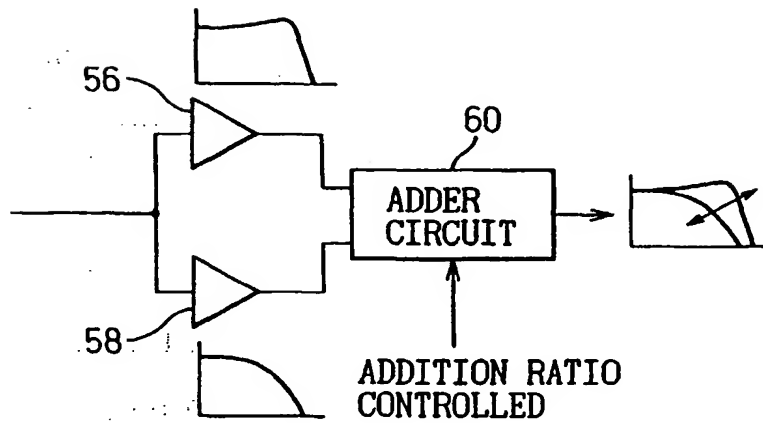 56
60
ADDER
CIRCUIT
58
ADDITION RATIO
CONTROLLED